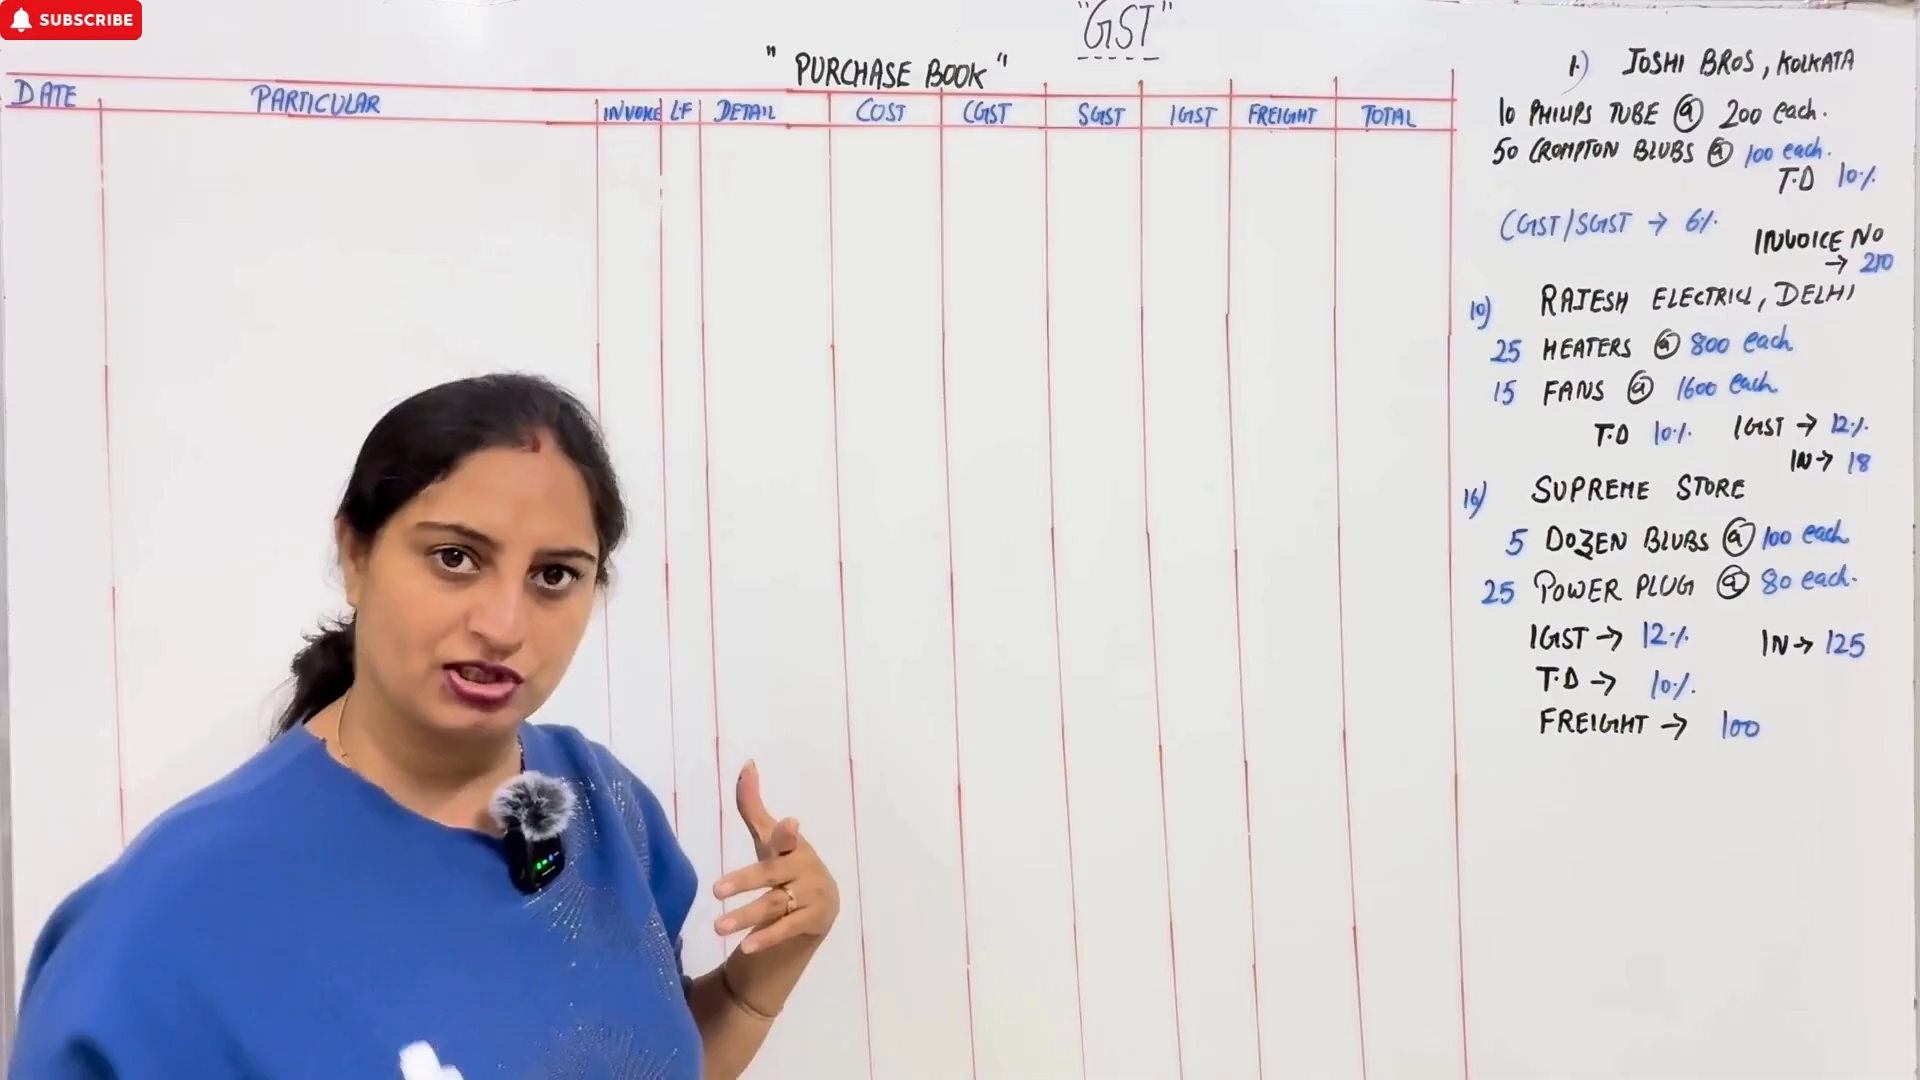 SUBSCRIBE
"GST"
"PURCHASE BOOK"
DATE PARTICULAR INVOICE LF DETAIL COST CGST SGST IGST FREIGHT TOTAL
1.) JOSHI BROS, KOLKATA
10 PHILIPS TUBE @ 200 each.
50 CROMPTON BLUBS @ 100 each.
T.D 10%
CGST/SGST → 6%
INVOICE NO
→ 210
10) RAJESH ELECTRICL, DELHI
25 HEATERS @ 800 each
15 FANS @ 1600 each
T.D 10% IGST → 12%
IN → 18
16) SUPREME STORE
5 DOZEN BLUBS @ 100 each
25 POWER PLUG @ 80 each.
IGST → 12% IN → 125
T.D → 10%.
FREIGHT → 100